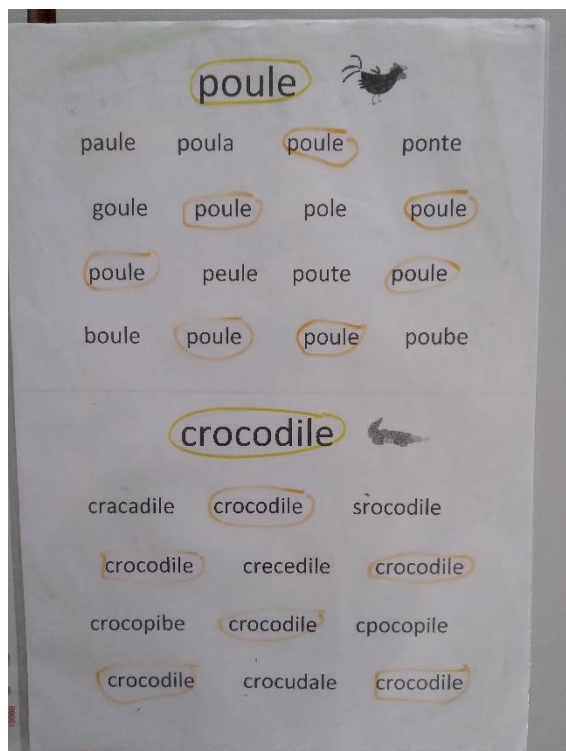 poule
paule poula poule ponte
goule poule pole poule
poule peule poute poule
boule poule poule poube
crocodile
cracadile crocodile srocodile
crocodile crecedile crocodile
crocopibe crocodile cpocopile
crocodile crocudale crocodile